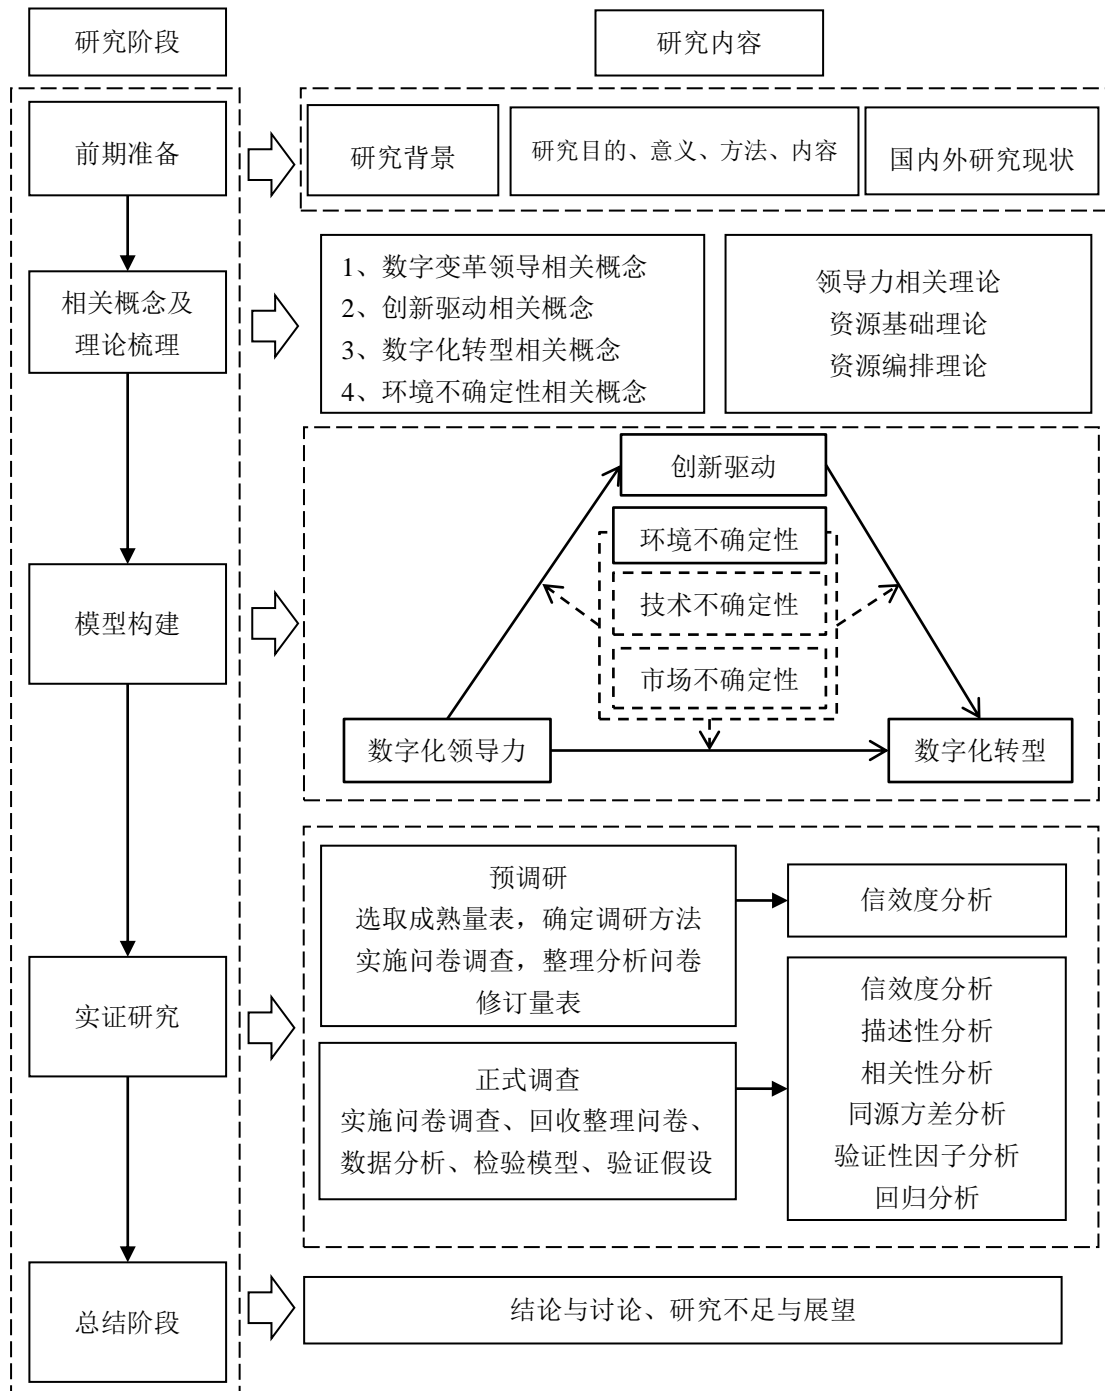 研究阶段
研究内容
前期准备
研究背景
研究目的、意义、方法、内容
国内外研究现状
相关概念及
理论梳理
1、数字变革领导相关概念
2、创新驱动相关概念
3、数字化转型相关概念
4、环境不确定性相关概念
领导力相关理论
资源基础理论
资源编排理论
模型构建
创新驱动
环境不确定性
技术不确定性
市场不确定性
数字化领导力
数字化转型
实证研究
预调研
选取成熟量表，确定调研方法
实施问卷调查，整理分析问卷
修订量表
信效度分析
正式调查
实施问卷调查、回收整理问卷、
数据分析、检验模型、验证假设
信效度分析
描述性分析
相关性分析
同源方差分析
验证性因子分析
回归分析
总结阶段
结论与讨论、研究不足与展望